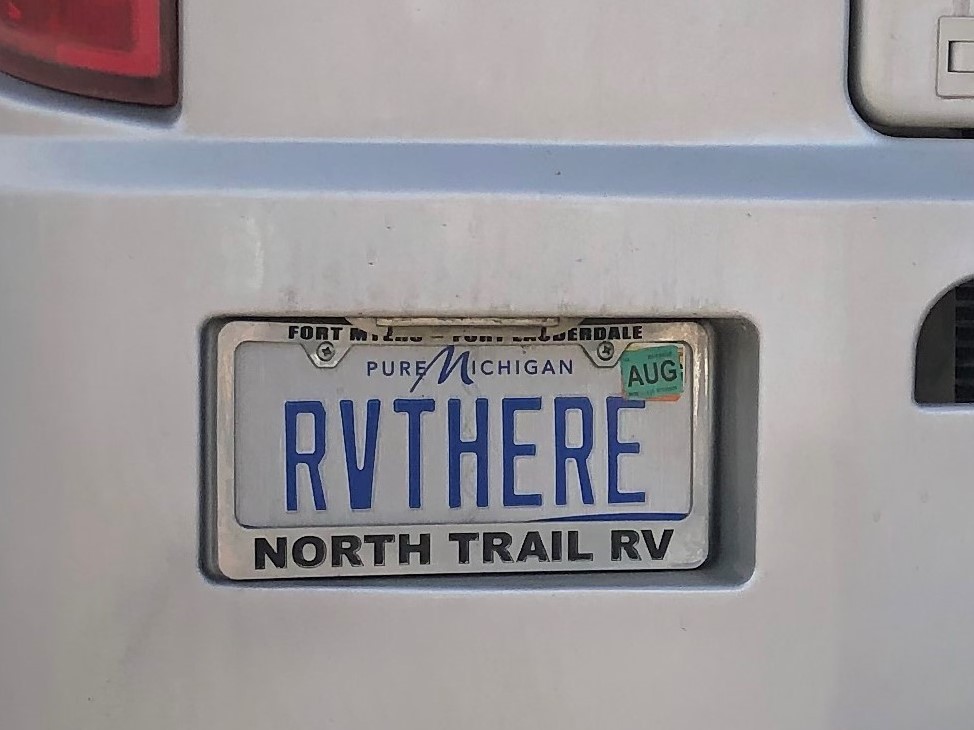 FORT MYERS - FORT LAUDERDALE
PURE MICHIGAN
AUG
RVTHERE
NORTH TRAIL RV